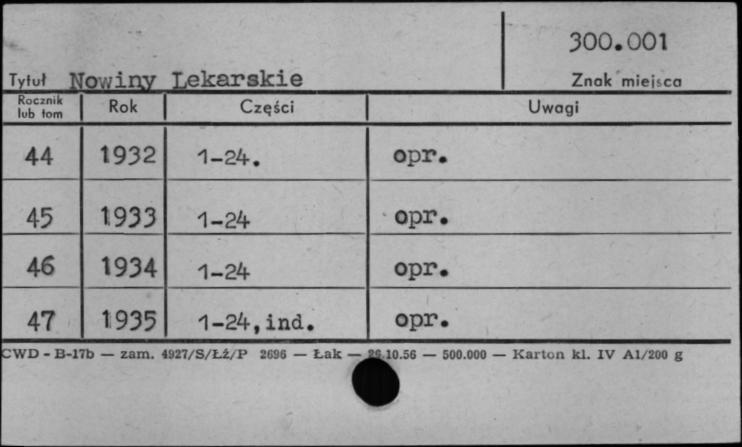 300.001
Tytuł Nowiny Lekarskie Znak miejsca
Rocznik lub tom Rok Części Uwagi
44 1932 1-24. opr.
45 1933 1-24 opr.
46 1934 1-24 opr.
47 1935 1-24, ind. opr.
CWD - B-17b — zam. 4927/S/Łż/P 2696 — Łak — 26.10.56 — 500.000 — Karton kl. IV A1/200 g